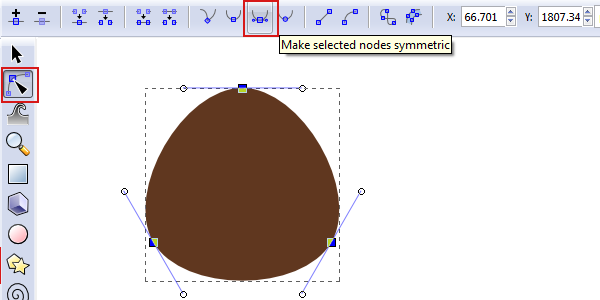 X: 66.701 Y: 1807.34
Make selected nodes symmetric